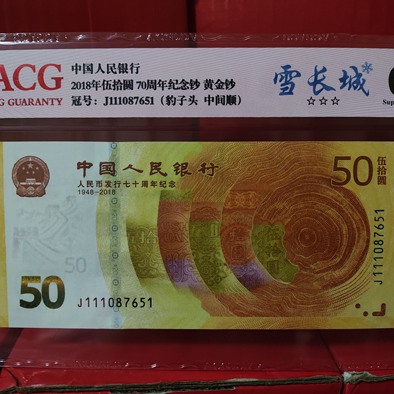 ACG
NG GUARANTY
中国人民银行
2018年伍拾圆 70周年纪念钞 黄金钞
冠号: J111087651 (豹子头 中间顺)
雪长城*
☆☆☆
Sup
中国人民银行
人民币发行七十周年纪念
1948-2018
50
伍拾圆
50
50
J111087651
J111087651